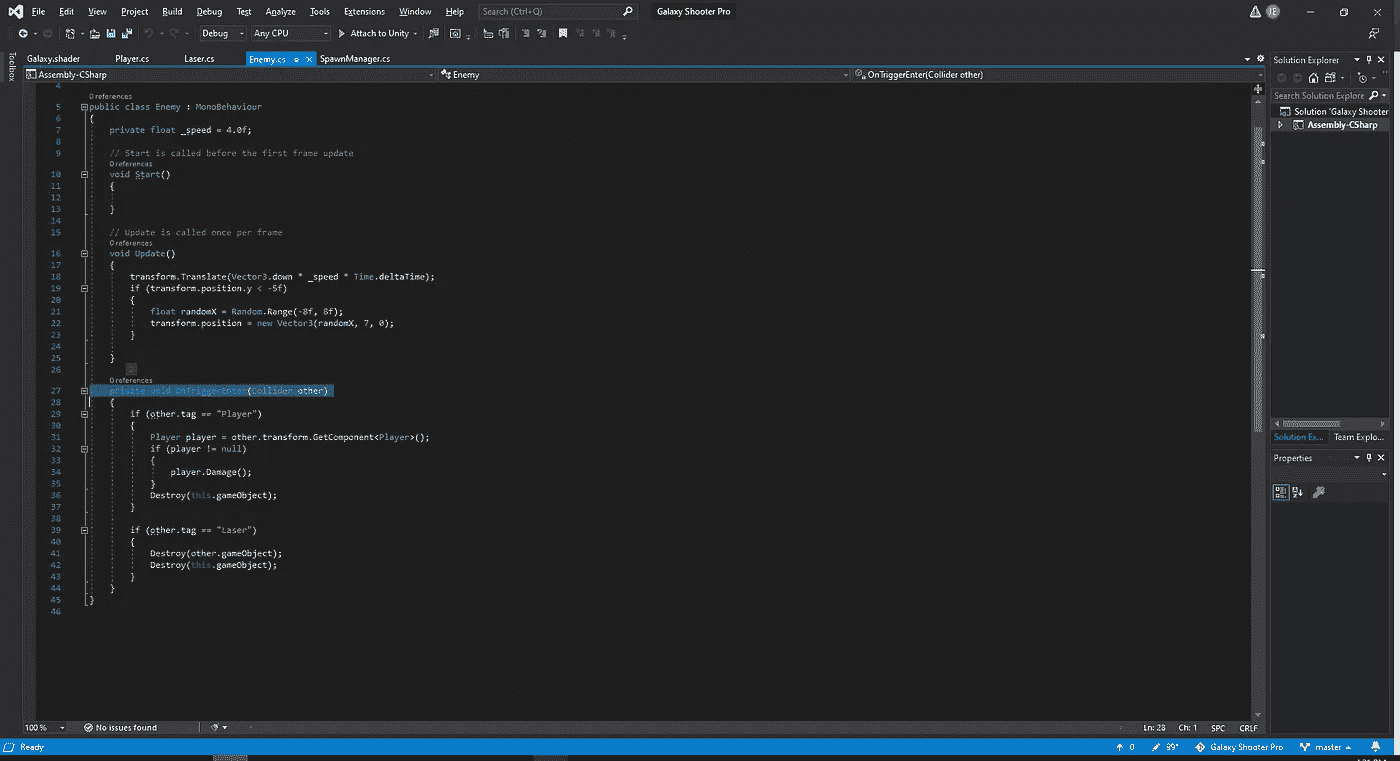 File Edit View Project Build Debug Test Analyze Tools Extensions Window Help Search (Ctrl+Q) Galaxy Shooter Pro JE
Debug Any CPU Attach to Unity
Toolbox
Galaxy.shader Player.cs Laser.cs Enemy.cs SpawnManager.cs
Assembly-CSharp Enemy OnTriggerEnter(Collider other)
4
0 references
5 public class Enemy : MonoBehaviour
6 {
7 private float _speed = 4.0f;
8
9 // Start is called before the first frame update
0 references
10 void Start()
11 {
12
13 }
14
15 // Update is called once per frame
0 references
16 void Update()
17 {
18 transform.Translate(Vector3.down * _speed * Time.deltaTime);
19 if (transform.position.y < -5f)
20 {
21 float randomX = Random.Range(-8f, 8f);
22 transform.position = new Vector3(randomX, 7, 0);
23 }
24
25 }
26
0 references
27 private void OnTriggerEnter(Collider other)
28 {
29 if (other.tag == "Player")
30 {
31 Player player = other.transform.GetComponent<Player>();
32 if (player != null)
33 {
34 player.Damage();
35 }
36 Destroy(this.gameObject);
37 }
38
39 if (other.tag == "Laser")
40 {
41 Destroy(other.gameObject);
42 Destroy(this.gameObject);
43 }
44 }
45 }
46
100 % No issues found Ln: 28 Ch: 1 SPC CRLF
Solution Explorer
Search Solution Explore
Solution 'Galaxy Shooter
Assembly-CSharp
Solution Ex... Team Explo...
Properties
Ready 0 99+ Galaxy Shooter Pro master